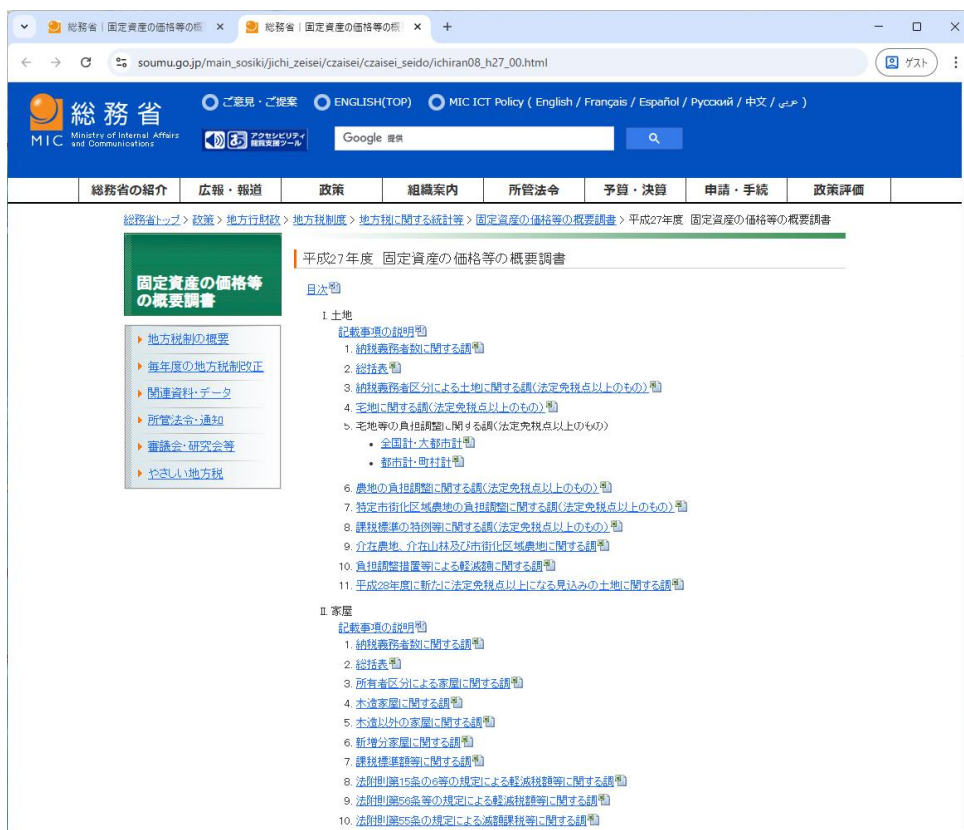 総務省｜固定資産の価格等の概 総務省｜固定資産の価格等の概
soumu.go.jp/main_sosiki/jichi_zeisei/czaisei/czaisei_seido/ichiran08_h27_00.html ゲスト
ご意見・ご提案 ENGLISH(TOP) MIC ICT Policy ( English / Français / Español / Русский / 中文 / عربي )
総務省
MIC Ministry of Internal Affairs and Communications
あ アクセシビリティ 閲覧支援ツール
Google 提供
総務省の紹介 広報・報道 政策 組織案内 所管法令 予算・決算 申請・手続 政策評価
総務省トップ > 政策 > 地方行財政 > 地方税制度 > 地方税に関する統計等 > 固定資産の価格等の概要調書 > 平成27年度 固定資産の価格等の概要調書
固定資産の価格等の概要調書
地方税制の概要
毎年度の地方税制改正
関連資料・データ
所管法令・通知
審議会・研究会等
やさしい地方税
平成27年度 固定資産の価格等の概要調書
目次
I. 土地
記載事項の説明
1. 納税義務者数に関する調
2. 総括表
3. 納税義務者区分による土地に関する調(法定免税点以上のもの)
4. 宅地に関する調(法定免税点以上のもの)
5. 宅地等の負担調整に関する調(法定免税点以上のもの)
• 全国計・大都市計
• 都市計・町村計
6. 農地の負担調整に関する調(法定免税点以上のもの)
7. 特定市街化区域農地の負担調整に関する調(法定免税点以上のもの)
8. 課税標準の特例等に関する調(法定免税点以上のもの)
9. 介在農地、介在山林及び市街化区域農地に関する調
10. 負担調整措置等による軽減額に関する調
11. 平成28年度に新たに法定免税点以上になる見込みの土地に関する調
II. 家屋
記載事項の説明
1. 納税義務者数に関する調
2. 総括表
3. 所有者区分による家屋に関する調
4. 木造家屋に関する調
5. 木造以外の家屋に関する調
6. 新増分家屋に関する調
7. 課税標準額等に関する調
8. 法附則第15条の6等の規定による軽減税額等に関する調
9. 法附則第56条等の規定による軽減税額等に関する調
10. 法附則第55条の規定による減額課税等に関する調